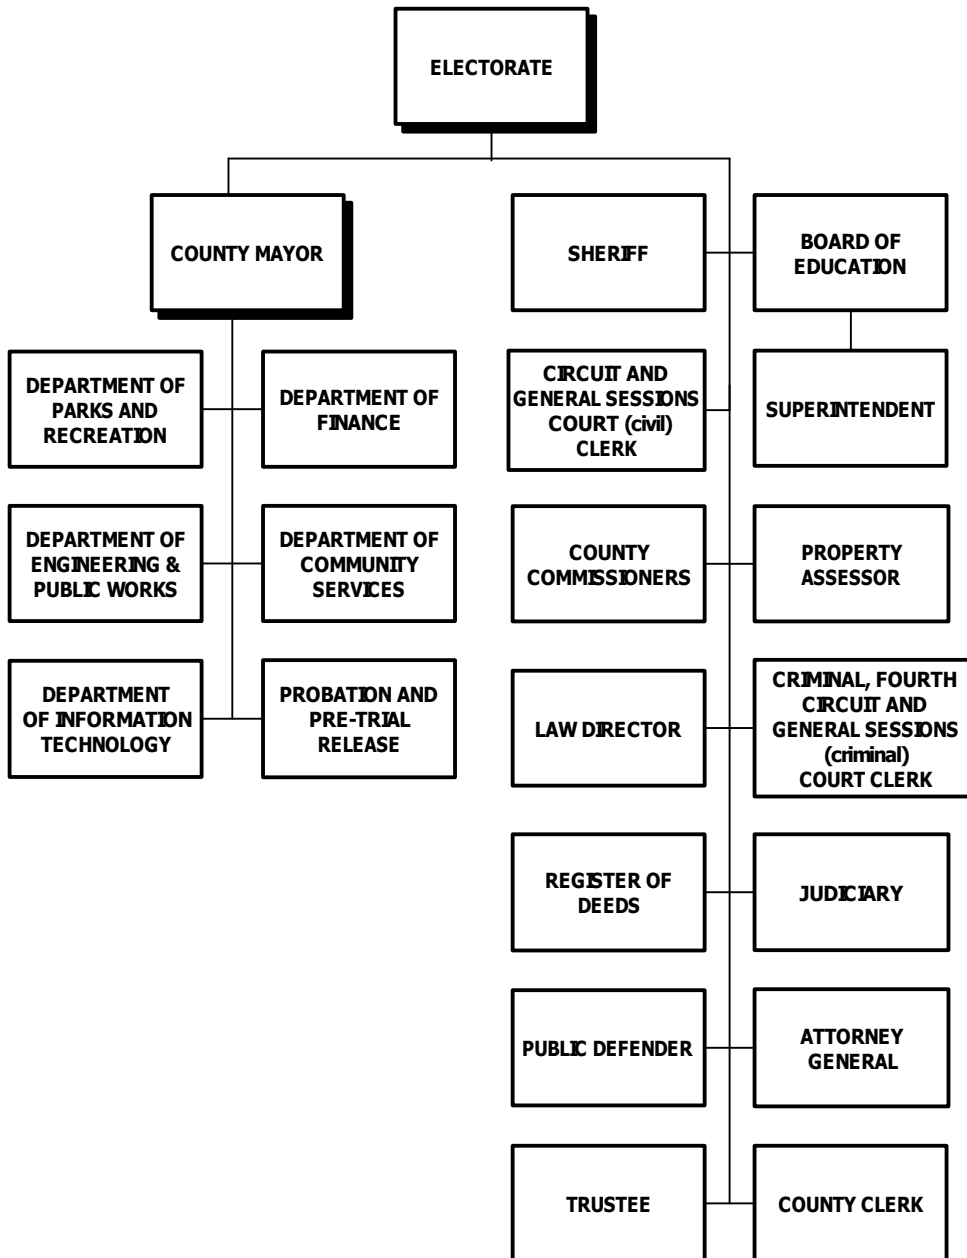 ELECTORATE
COUNTY MAYOR
SHERIFF
BOARD OF
EDUCATION
DEPARTMENT OF
PARKS AND
RECREATION
DEPARTMENT OF
FINANCE
CIRCUIT AND
GENERAL SESSIONS
COURT (civil)
CLERK
SUPERINTENDENT
DEPARTMENT OF
ENGINEERING &
PUBLIC WORKS
DEPARTMENT OF
COMMUNITY
SERVICES
COUNTY
COMMISSIONERS
PROPERTY
ASSESSOR
DEPARTMENT
OF INFORMATION
TECHNOLOGY
PROBATION AND
PRE-TRIAL
RELEASE
LAW DIRECTOR
CRIMINAL, FOURTH
CIRCUIT AND
GENERAL SESSIONS
(criminal)
COURT CLERK
REGISTER OF
DEEDS
JUDICIARY
PUBLIC DEFENDER
ATTORNEY
GENERAL
TRUSTEE
COUNTY CLERK